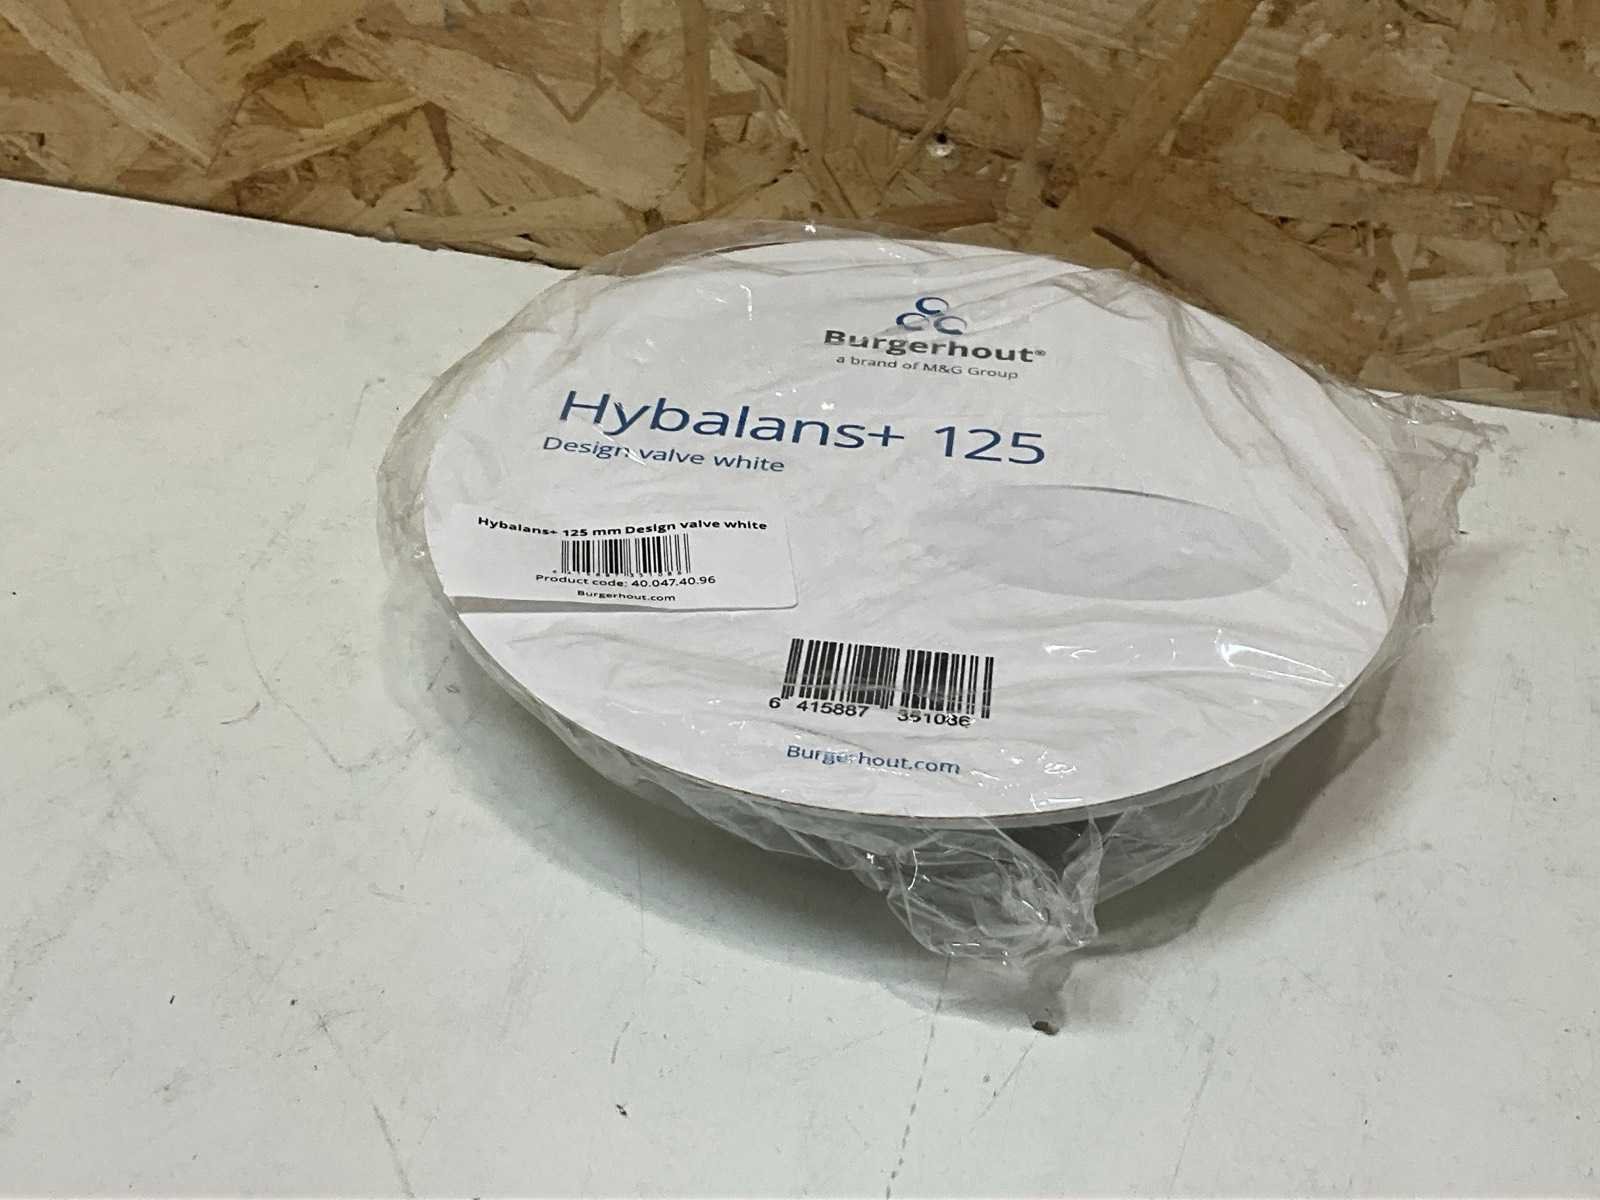 Burgerhout®
a brand of M&G Group
Hybalans+ 125
Design valve white
Hybalans+ 125 mm Design valve white
Product code: 40.047.40.96
Burgerhout.com
6 415887 351086
Burgerhout.com